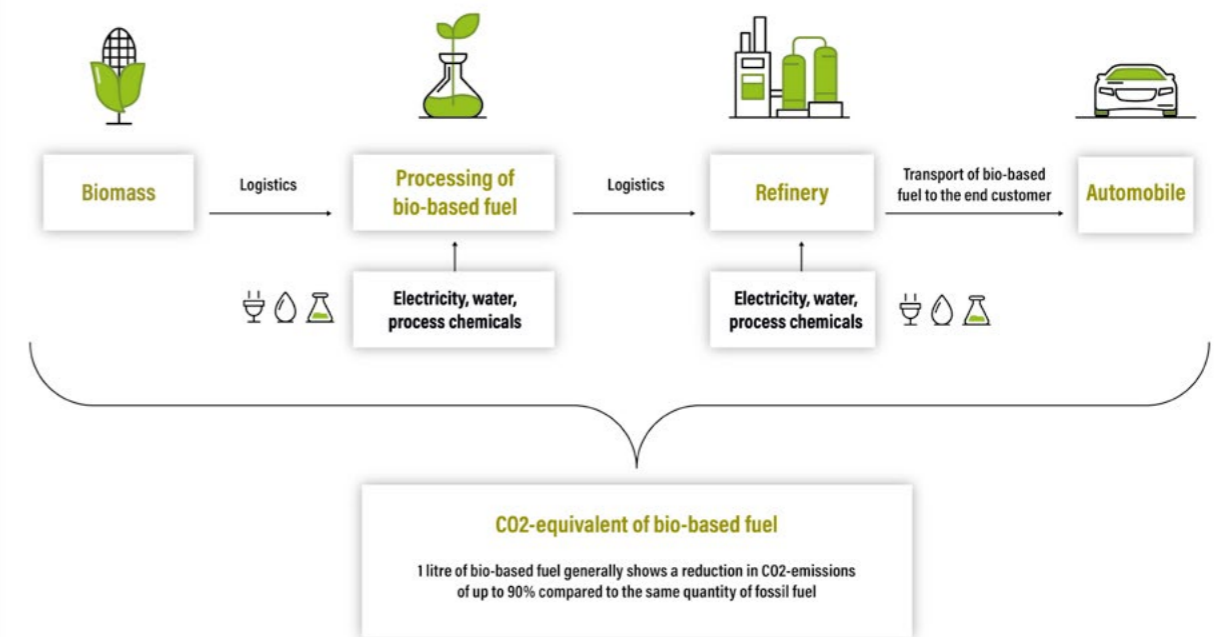 Biomass
Logistics
Processing of
bio-based fuel
Logistics
Refinery
Transport of bio-based
fuel to the end customer
Automobile
Electricity, water,
process chemicals
Electricity, water,
process chemicals
CO2-equivalent of bio-based fuel
1 litre of bio-based fuel generally shows a reduction in CO2-emissions
of up to 90% compared to the same quantity of fossil fuel